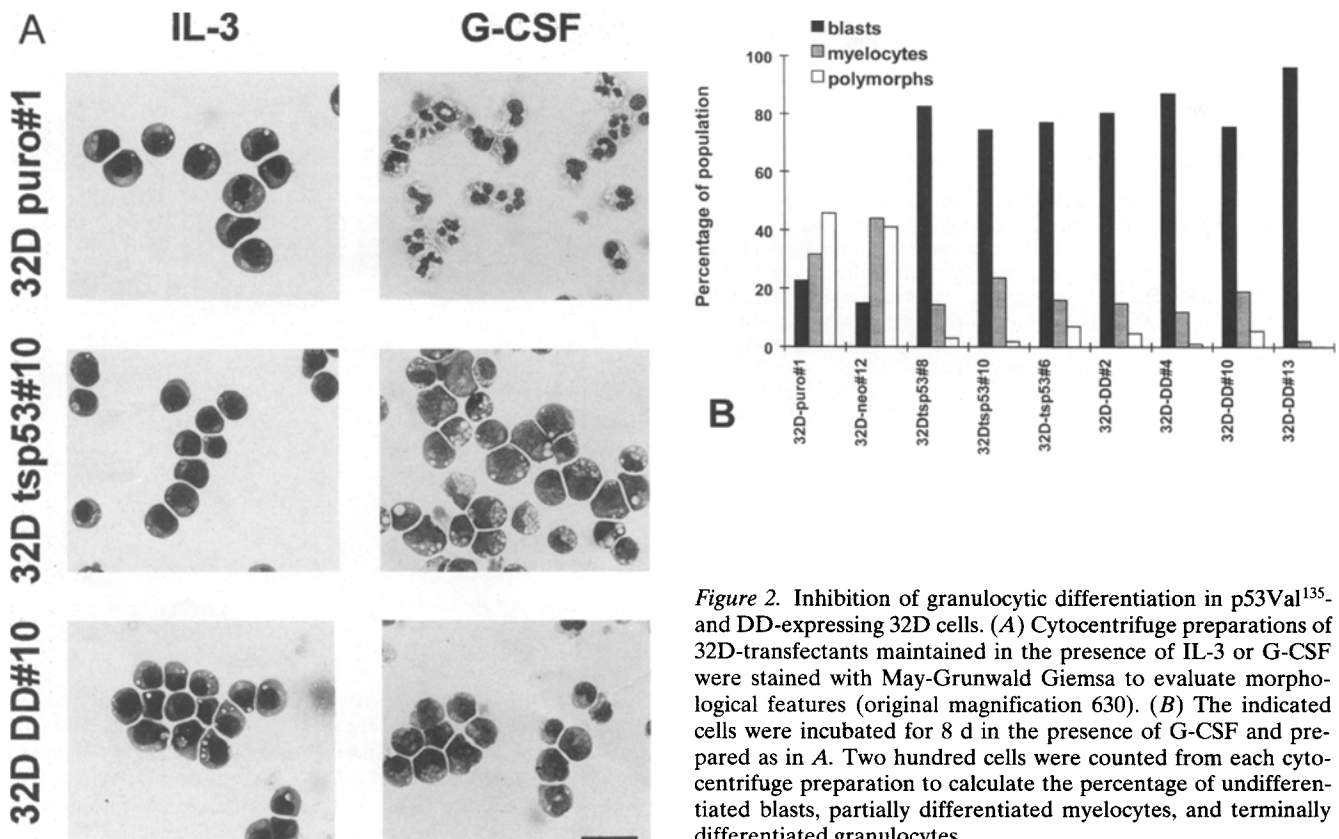 A
IL-3
G-CSF
32D puro#1
32D tsp53#10
32D DD#10
blasts
myelocytes
polymorphs
Percentage of population
100
80
60
40
20
0
32D-puro#1
32D-neo#12
32Dtsp53#8
32Dtsp53#10
32D-tsp53#6
32D-DD#2
32D-DD#4
32D-DD#10
32D-DD#13
B
Figure 2. Inhibition of granulocytic differentiation in p53Val¹³⁵-
and DD-expressing 32D cells. (A) Cytocentrifuge preparations of
32D-transfectants maintained in the presence of IL-3 or G-CSF
were stained with May-Grunwald Giemsa to evaluate morpho-
logical features (original magnification 630). (B) The indicated
cells were incubated for 8 d in the presence of G-CSF and pre-
pared as in A. Two hundred cells were counted from each cyto-
centrifuge preparation to calculate the percentage of undifferen-
tiated blasts, partially differentiated myelocytes, and terminally
differentiated granulocytes.